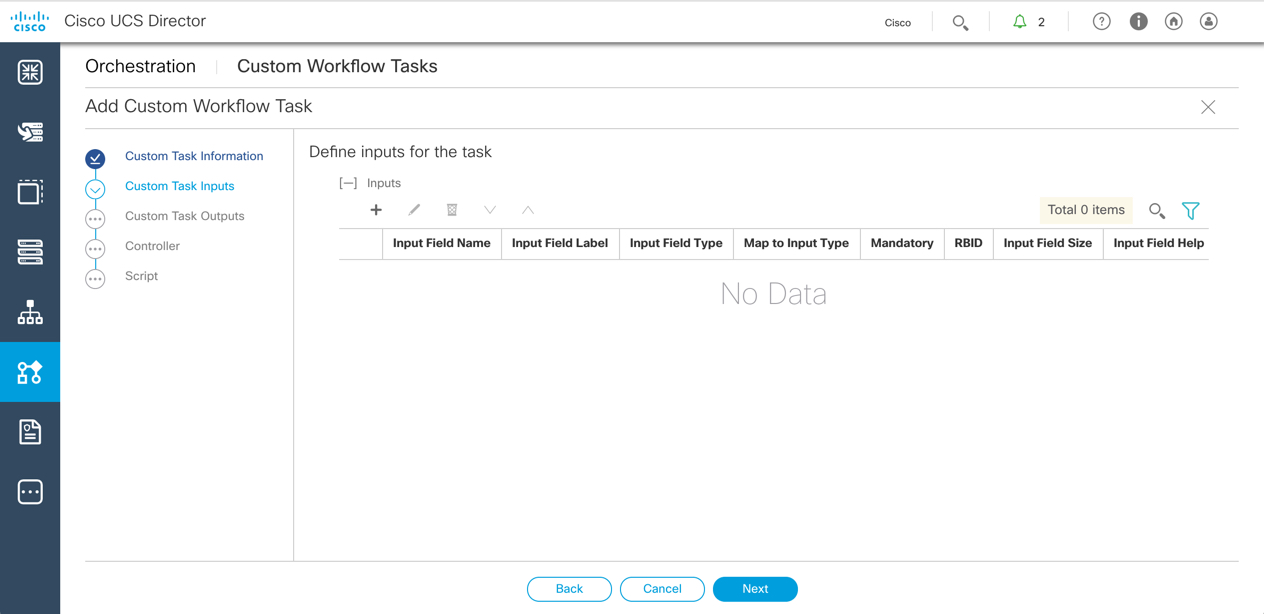 CISCO Cisco UCS Director Cisco 2
Orchestration Custom Workflow Tasks
Add Custom Workflow Task
Custom Task Information
Custom Task Inputs
Custom Task Outputs
Controller
Script
Define inputs for the task
[—] Inputs
Total 0 items
Input Field Name Input Field Label Input Field Type Map to Input Type Mandatory RBID Input Field Size Input Field Help
No Data
Back Cancel Next